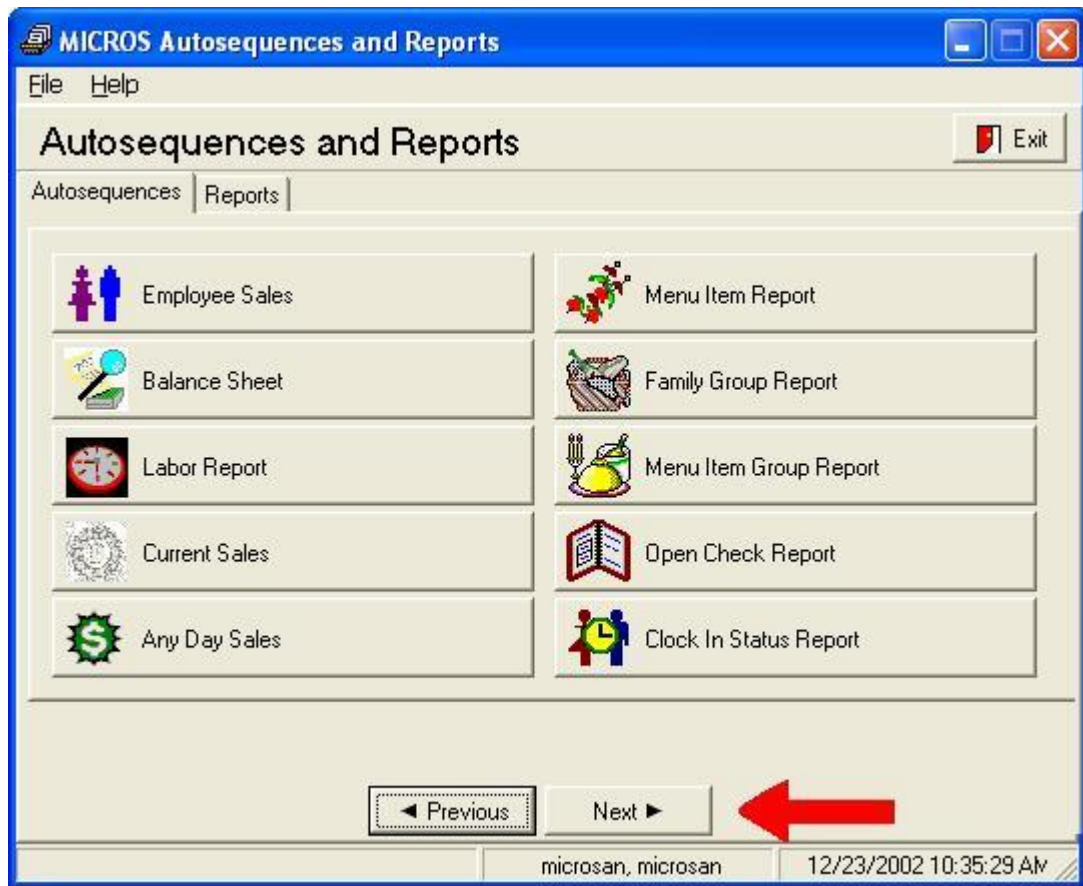 MICROS Autosequences and Reports
File Help
Autosequences and Reports
Exit
Autosequences Reports
Employee Sales
Menu Item Report
Balance Sheet
Family Group Report
Labor Report
Menu Item Group Report
Current Sales
Open Check Report
Any Day Sales
Clock In Status Report
◄ Previous Next ►
microsan, microsan 12/23/2002 10:35:29 AM